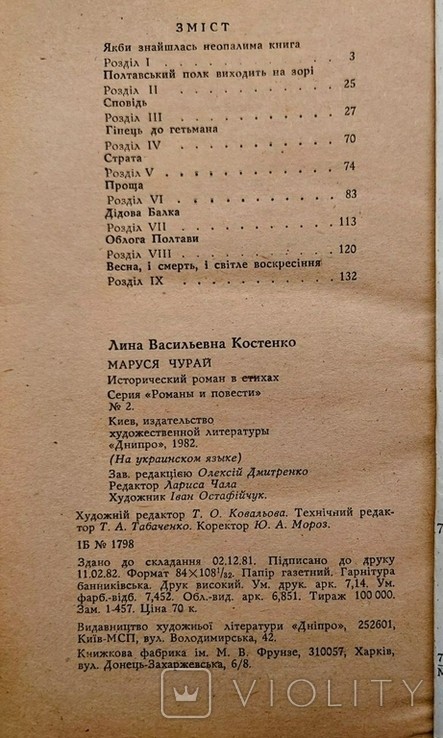 ЗМІСТ
Якби знайшлась неопалима книга
Розділ I . . . . . . . . . . 3
Полтавський полк виходить на зорі
Розділ II . . . . . . . . . . 25
Сповідь
Розділ III . . . . . . . . . . 27
Гінець до гетьмана
Розділ IV . . . . . . . . . . 70
Страта
Розділ V . . . . . . . . . . 74
Проща
Розділ VI . . . . . . . . . . 83
Дідова Балка
Розділ VII . . . . . . . . . . 113
Облога Полтави
Розділ VIII . . . . . . . . . . 120
Весна, і смерть, і світле воскресіння
Розділ IX . . . . . . . . . . 132
Лина Васильевна Костенко
МАРУСЯ ЧУРАЙ
Исторический роман в стихах
Серия «Романы и повести»
№ 2.
Киев, издательство
художественной литературы
«Днипро», 1982.
(На украинском языке)
Зав. редакцією Олексій Дмитренко
Редактор Лариса Чала
Художник Іван Остафійчук.
Художній редактор Т. О. Ковальова. Технічний редак-
тор Т. А. Табаченко. Коректор Ю. А. Мороз.
ІБ № 1798
Здано до складання 02.12.81. Підписано до друку
11.02.82. Формат 84×108¹/₃₂. Папір газетний. Гарнітура
банниківська. Друк високий. Ум. друк. арк. 7,14. Ум.
фарб.-відб. 7,452. Обл.-вид. арк. 6,851. Тираж 100 000.
Зам. 1-457. Ціна 70 к.
Видавництво художньої літератури «Дніпро», 252601,
Київ-МСП, вул. Володимирська, 42.
Книжкова фабрика ім. М. В. Фрунзе, 310057, Харків,
вул. Донець-Захаржевська, 6/8.
VIOLITY